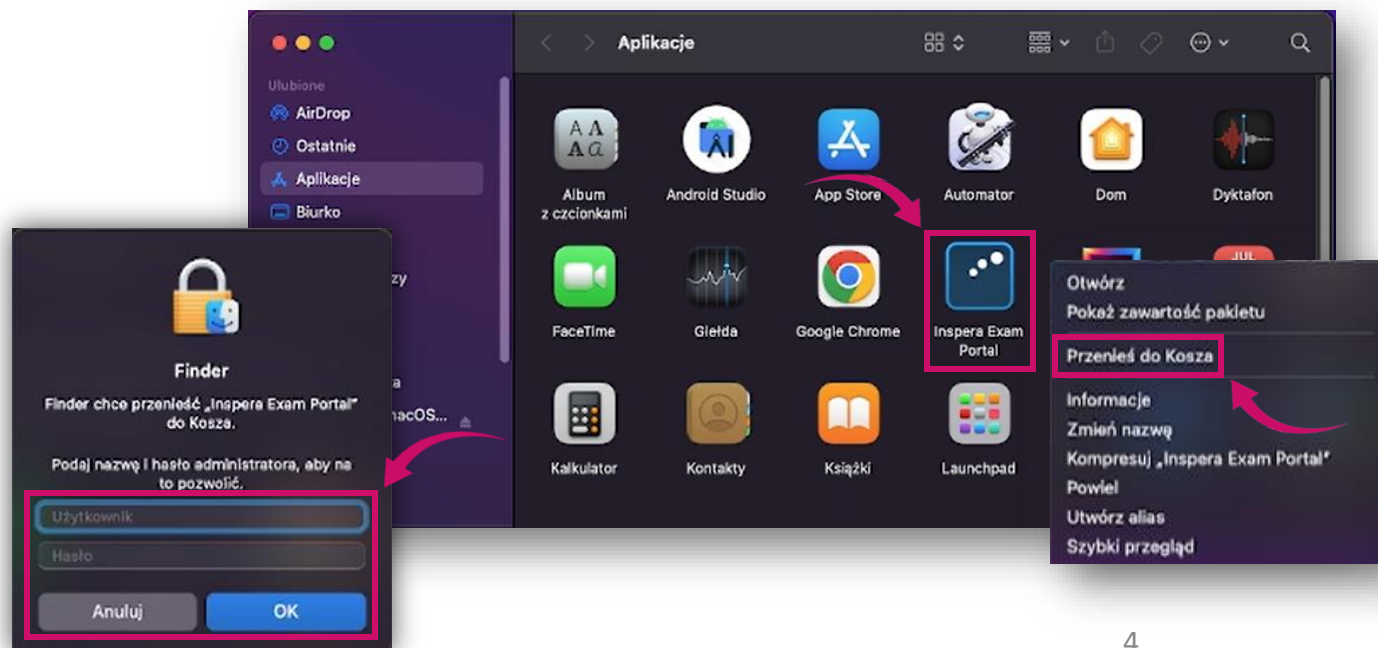 Aplikacje
Ulubione
AirDrop
Ostatnie
Aplikacje
Biurko
zy
a
nacOS...
Album
z czcionkami
Android Studio
App Store
Automator
Dom
Dyktafon
FaceTime
Giełda
Google Chrome
Inspera Exam
Portal
JUL
Kalkulator
Kontakty
Książki
Launchpad
Otwórz
Pokaż zawartość pakietu
Przenieś do Kosza
Informacje
Zmień nazwę
Kompresuj „Inspera Exam Portal”
Powiel
Utwórz alias
Szybki przegląd
Finder
Finder chce przenieść „Inspera Exam Portal”
do Kosza.
Podaj nazwę i hasło administratora, aby na
to pozwolić.
Użytkownik
Hasło
Anuluj
OK
4